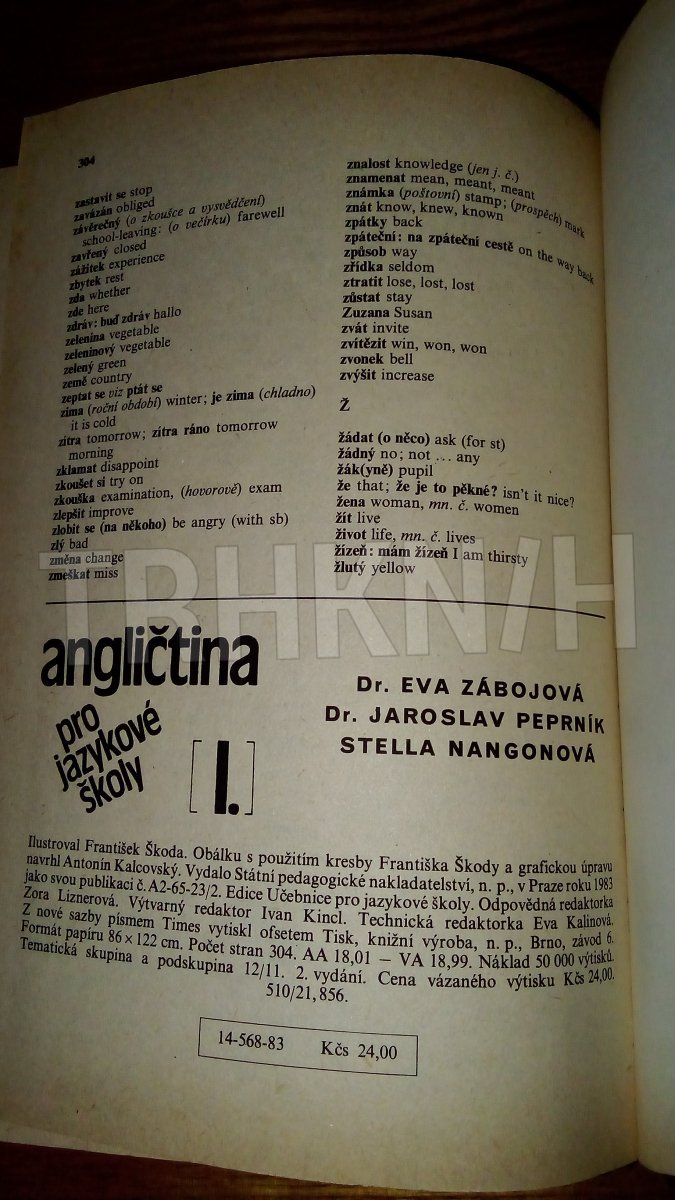 304
zastavit se stop
zavázán obliged
závěrečný (o zkoušce a vysvědčení)
school-leaving: (o večírku) farewell
zavřený closed
zážitek experience
zbytek rest
zda whether
zde here
zdráv: buď zdráv hallo
zelenina vegetable
zeleninový vegetable
zelený green
země country
zeptat se viz ptát se
zima (roční období) winter; je zima (chladno)
it is cold
zítra tomorrow; zítra ráno tomorrow
morning
zklamat disappoint
zkoušet si try on
zkouška examination, (hovorově) exam
zlepšit improve
zlobit se (na někoho) be angry (with sb)
zlý bad
změna change
zmeškat miss
znalost knowledge (jen j. č.)
znamenat mean, meant, meant
známka (poštovní) stamp; (prospěch) mark
znát know, knew, known
zpátky back
zpáteční: na zpáteční cestě on the way back
způsob way
zřídka seldom
ztratit lose, lost, lost
zůstat stay
Zuzana Susan
zvát invite
zvítězit win, won, won
zvonek bell
zvýšit increase
Ž
žádat (o něco) ask (for st)
žádný no; not ... any
žák(yně) pupil
že that; že je to pěkné? isn't it nice?
žena woman, mn. č. women
žít live
život life, mn. č. lives
žízeň: mám žízeň I am thirsty
žlutý yellow
TBHKN/H
angličtina
pro
jazykové
školy
[I.]
Dr. EVA ZÁBOJOVÁ
Dr. JAROSLAV PEPRNÍK
STELLA NANGONOVÁ
Ilustroval František Škoda. Obálku s použitím kresby Františka Škody a grafickou úpravu
navrhl Antonín Kalcovský. Vydalo Státní pedagogické nakladatelství, n. p., v Praze roku 1983
jako svou publikaci č. A2-65-23/2. Edice Učebnice pro jazykové školy. Odpovědná redaktorka
Zora Líznerová. Výtvarný redaktor Ivan Kincl. Technická redaktorka Eva Kalinová.
Z nové sazby písmem Times vytiskl ofsetem Tisk, knižní výroba, n. p., Brno, závod 6.
Formát papíru 86 × 122 cm. Počet stran 304. AA 18,01 – VA 18,99. Náklad 50 000 výtisků.
Tematická skupina a podskupina 12/11. 2. vydání. Cena vázaného výtisku Kčs 24,00.
510/21,856.
14-568-83 Kčs 24,00